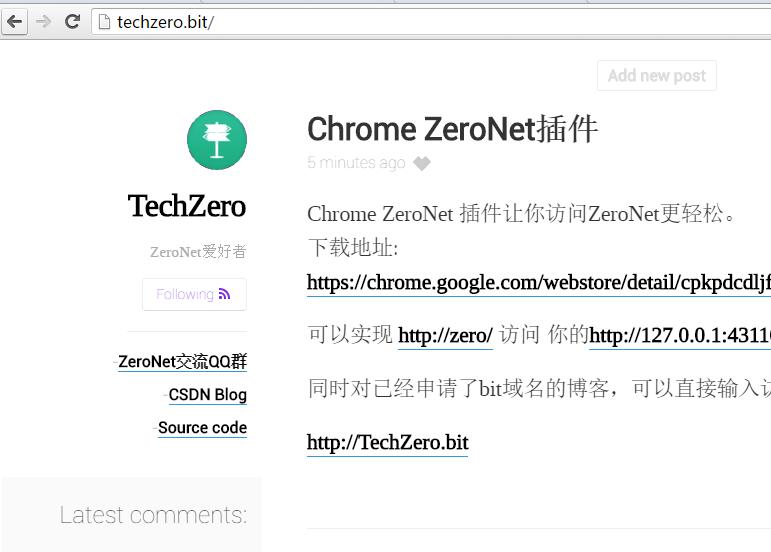 techzero.bit/
Add new post
TechZero
ZeroNet爱好者
Following
-ZeroNet交流QQ群
-CSDN Blog
-Source code
Latest comments:
Chrome ZeroNet插件
5 minutes ago
Chrome ZeroNet 插件让你访问ZeroNet更轻松。
下载地址:
https://chrome.google.com/webstore/detail/cpkpdcdljf
可以实现 http://zero/ 访问 你的http://127.0.0.1:43110
同时对已经申请了bit域名的博客，可以直接输入访
http://TechZero.bit